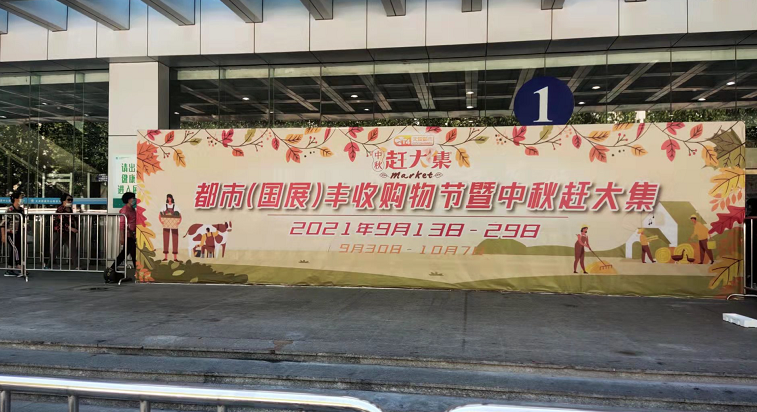 1
中秋
赶大集
market
都市(国展)丰收购物节暨中秋赶大集
2021年9月13日-29日
9月30日-10月7日
请出
健康
进入